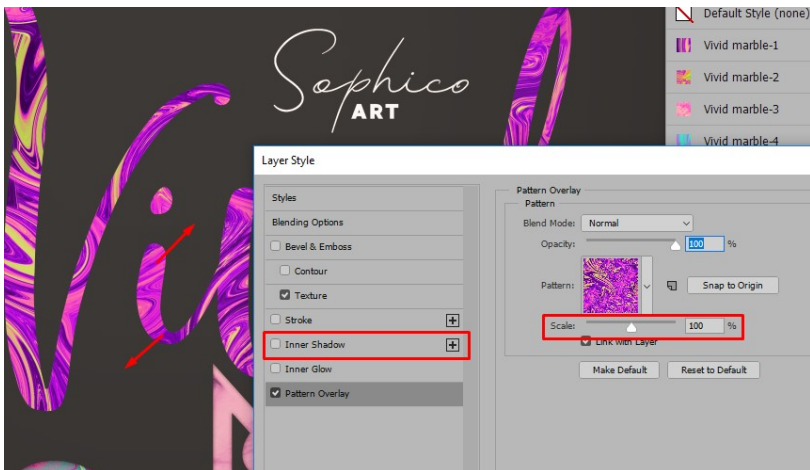 Default Style (none)
Vivid marble-1
Vivid marble-2
Vivid marble-3
Vivid marble-4
Sophico
ART
Layer Style
Styles
Blending Options
Bevel & Emboss
Contour
Texture
Stroke
Inner Shadow
Inner Glow
Pattern Overlay
Pattern Overlay
Pattern
Blend Mode: Normal
Opacity: 100 %
Pattern: Snap to Origin
Scale: 100 %
Link with Layer
Make Default Reset to Default